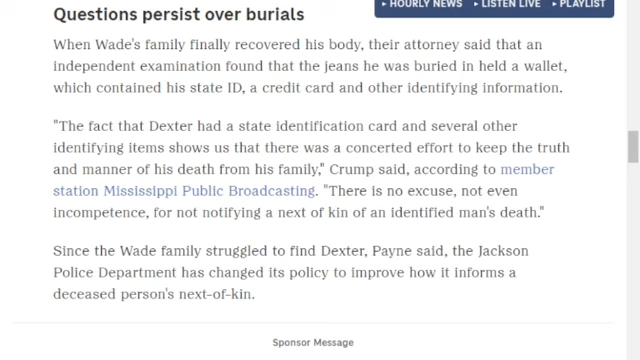 ▸ HOURLY NEWS ▸ LISTEN LIVE ▸ PLAYLIST
Questions persist over burials
When Wade's family finally recovered his body, their attorney said that an
independent examination found that the jeans he was buried in held a wallet,
which contained his state ID, a credit card and other identifying information.
"The fact that Dexter had a state identification card and several other
identifying items shows us that there was a concerted effort to keep the truth
and manner of his death from his family," Crump said, according to member
station Mississippi Public Broadcasting. "There is no excuse, not even
incompetence, for not notifying a next of kin of an identified man's death."
Since the Wade family struggled to find Dexter, Payne said, the Jackson
Police Department has changed its policy to improve how it informs a
deceased person's next-of-kin.
Sponsor Message